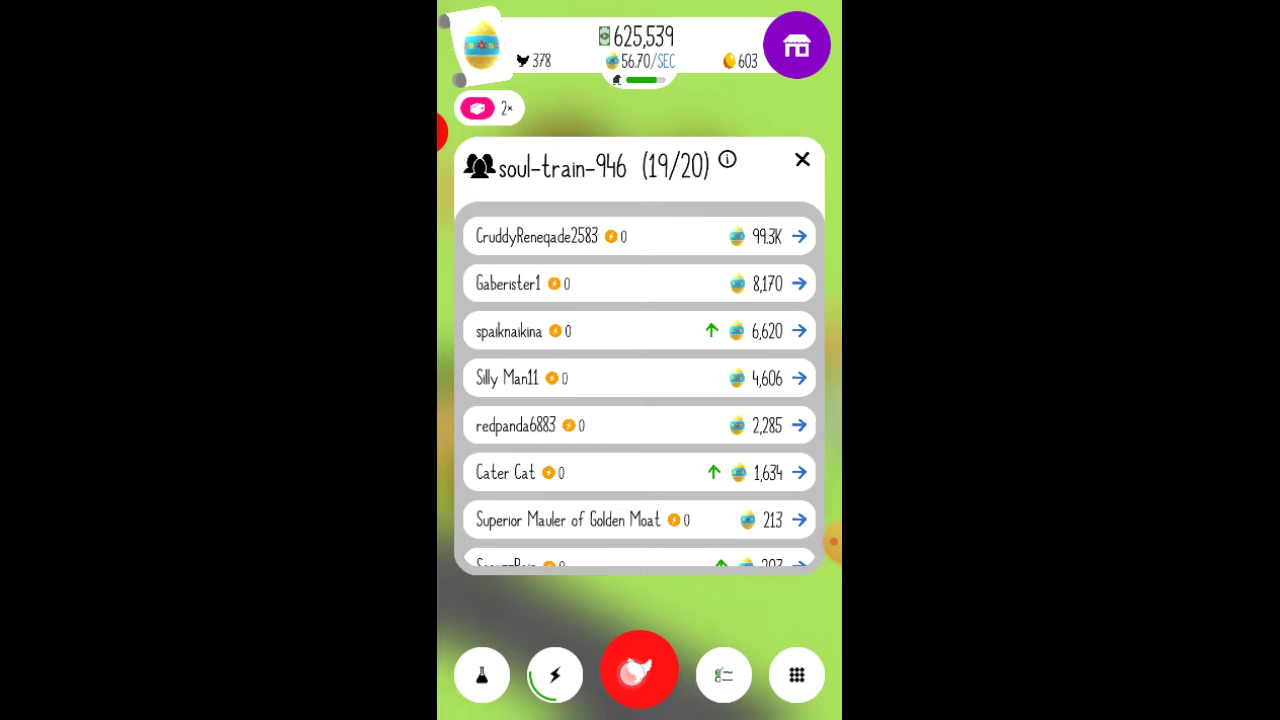 625,539
378
56.70/SEC
603
2×
soul-train-946 (19/20)
CruddyReneqade2583 0 99.3K
Gaberister1 0 8,170
spaiknaikina 0 6,620
Silly Man11 0 4,606
redpanda6883 0 2,285
Cater Cat 0 1,634
Superior Mauler of Golden Moat 0 213